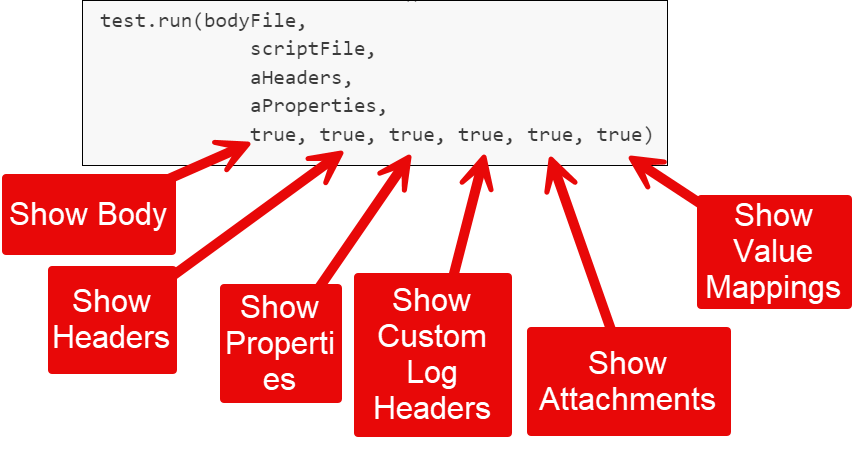 test.run(bodyFile,
scriptFile,
aHeaders,
aProperties,
true, true, true, true, true, true)
Show Body
Show
Headers
Show
Properti
es
Show
Custom
Log
Headers
Show
Attachments
Show
Value
Mappings